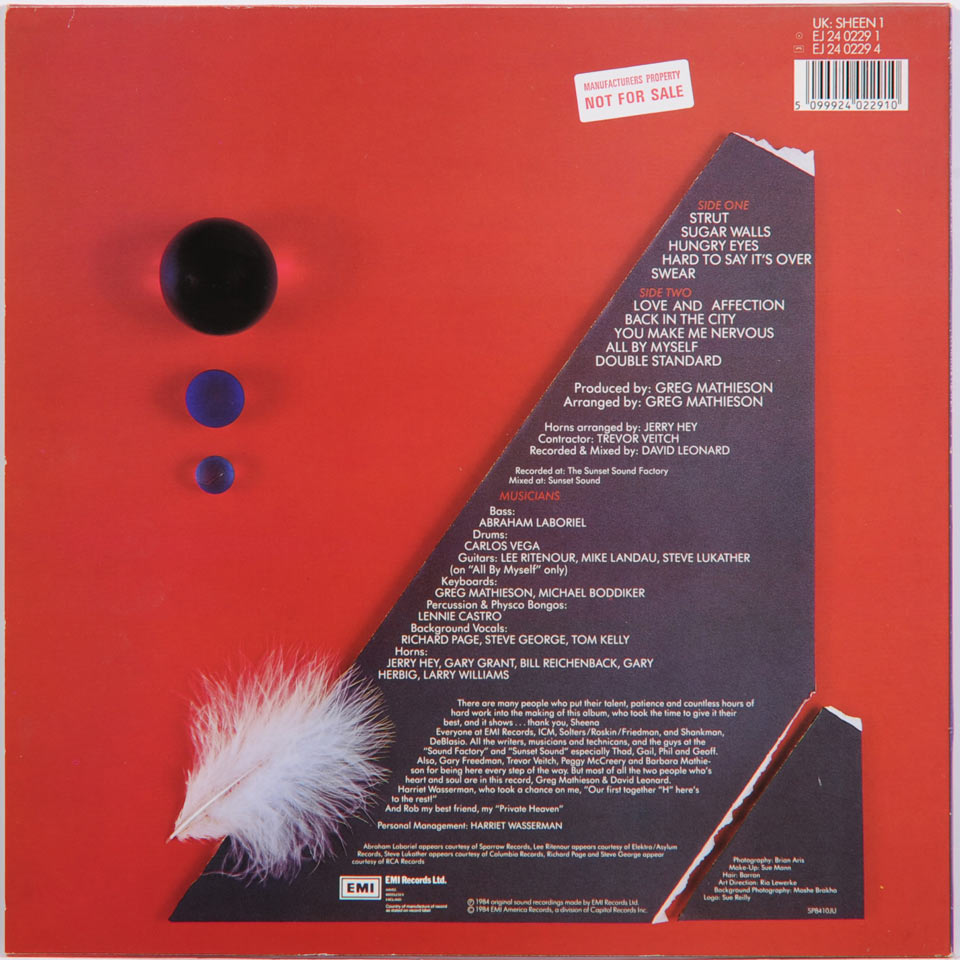 UK: SHEEN 1
EJ 24 0229 1
EJ 24 0229 4
5 099924 022910
MANUFACTURERS PROPERTY
NOT FOR SALE
SIDE ONE
STRUT
SUGAR WALLS
HUNGRY EYES
HARD TO SAY IT'S OVER
SWEAR
SIDE TWO
LOVE AND AFFECTION
BACK IN THE CITY
YOU MAKE ME NERVOUS
ALL BY MYSELF
DOUBLE STANDARD
Produced by: GREG MATHIESON
Arranged by: GREG MATHIESON
Horns arranged by: JERRY HEY
Contractor: TREVOR VEITCH
Recorded & Mixed by: DAVID LEONARD
Recorded at: The Sunset Sound Factory
Mixed at: Sunset Sound
MUSICIANS
Bass:
ABRAHAM LABORIEL
Drums:
CARLOS VEGA
Guitars: LEE RITENOUR, MIKE LANDAU, STEVE LUKATHER
(on "All By Myself" only)
Keyboards:
GREG MATHIESON, MICHAEL BODDIKER
Percussion & Physco Bongos:
LENNIE CASTRO
Background Vocals:
RICHARD PAGE, STEVE GEORGE, TOM KELLY
Horns:
JERRY HEY, GARY GRANT, BILL REICHENBACK, GARY
HERBIG, LARRY WILLIAMS
There are many people who put their talent, patience and countless hours of
hard work into the making of this album, who took the time to give it their
best, and it shows . . . thank you, Sheena
Everyone at EMI Records, ICM, Solters/Roskin/Friedman, and Shankman,
DeBlasio. All the writers, musicians and technicans, and the guys at the
"Sound Factory" and "Sunset Sound" especially Thad, Gail, Phil and Geoff.
Also, Gary Freedman, Trevor Veitch, Peggy McCreery and Barbara Mathie-
son for being here every step of the way. But most of all the two people who's
heart and soul are in this record, Greg Mathieson & David Leonard.
Harriet Wasserman, who took a chance on me, "Our first together "H" here's
to the rest!"
And Rob my best friend, my "Private Heaven"
Personal Management: HARRIET WASSERMAN
Abraham Laboriel appears courtesy of Sparrow Records, Lee Ritenour appears courtesy of Elektra/Asylum
Records, Steve Lukather appears courtesy of Columbia Records, Richard Page and Steve George appear
courtesy of RCA Records
EMI
EMI Records Ltd.
HAYES
MIDDLESEX
ENGLAND
Country of manufacture of record
as stated on record label
Ⓟ 1984 original sound recordings made by EMI Records Ltd.
© 1984 EMI America Records, a division of Capitol Records Inc.
Photography: Brian Aris
Make-Up: Sue Mann
Hair: Barron
Art Direction: Ria Lewerke
Background Photography: Moshe Brakha
Logo: Sue Reilly
SP8410JU